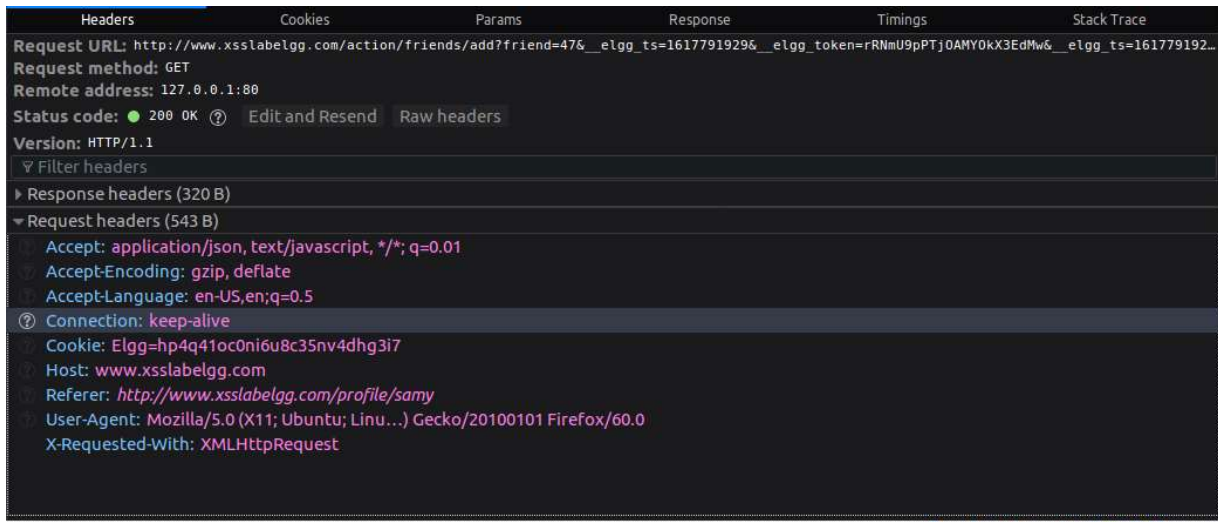 Headers Cookies Params Response Timings Stack Trace
Request URL: http://www.xsslabelgg.com/action/friends/add?friend=47&__elgg_ts=1617791929&__elgg_token=rRNmU9pPTjOAMYOkX3EdMw&__elgg_ts=161779192…
Request method: GET
Remote address: 127.0.0.1:80
Status code: 200 OK ? Edit and Resend Raw headers
Version: HTTP/1.1
Filter headers
Response headers (320 B)
Request headers (543 B)
? Accept: application/json, text/javascript, */*; q=0.01
? Accept-Encoding: gzip, deflate
? Accept-Language: en-US,en;q=0.5
? Connection: keep-alive
? Cookie: Elgg=hp4q41oc0ni6u8c35nv4dhg3i7
? Host: www.xsslabelgg.com
? Referer: http://www.xsslabelgg.com/profile/samy
? User-Agent: Mozilla/5.0 (X11; Ubuntu; Linu…) Gecko/20100101 Firefox/60.0
X-Requested-With: XMLHttpRequest